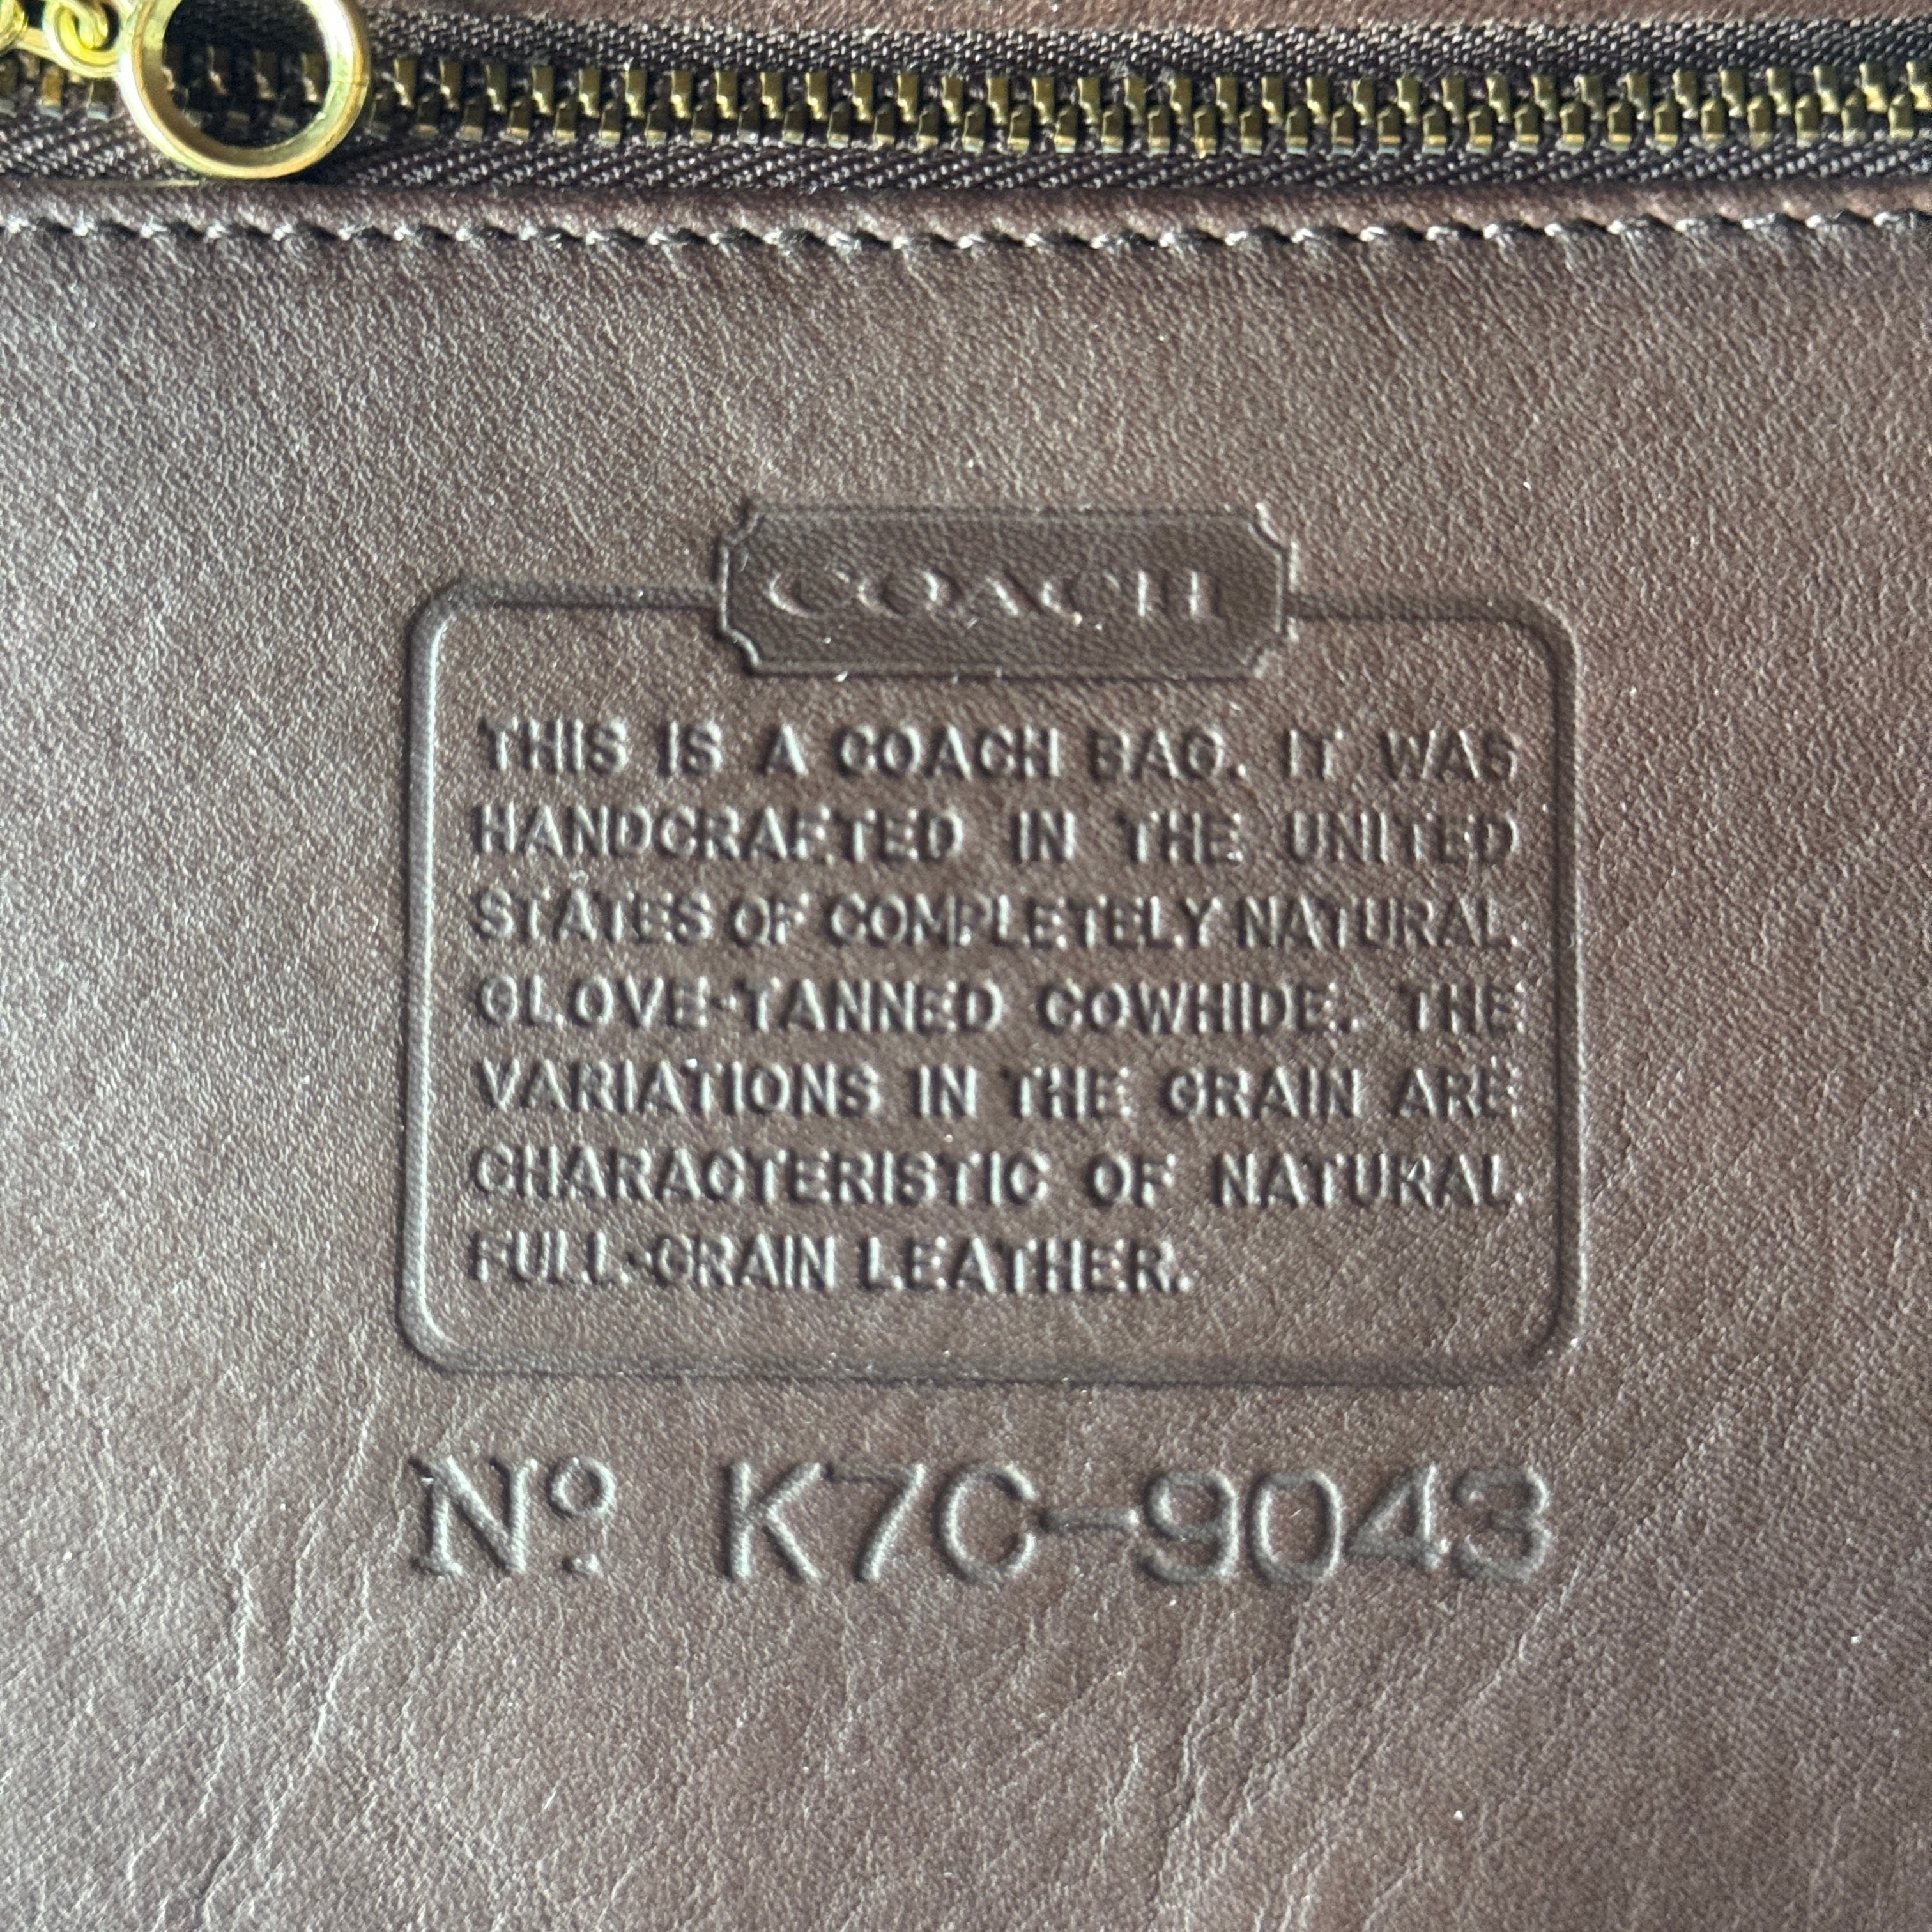 COACH
THIS IS A COACH BAG. IT WAS
HANDCRAFTED IN THE UNITED
STATES OF COMPLETELY NATURAL
GLOVE-TANNED COWHIDE. THE
VARIATIONS IN THE GRAIN ARE
CHARACTERISTIC OF NATURAL
FULL-GRAIN LEATHER.
Nº K7C-9043